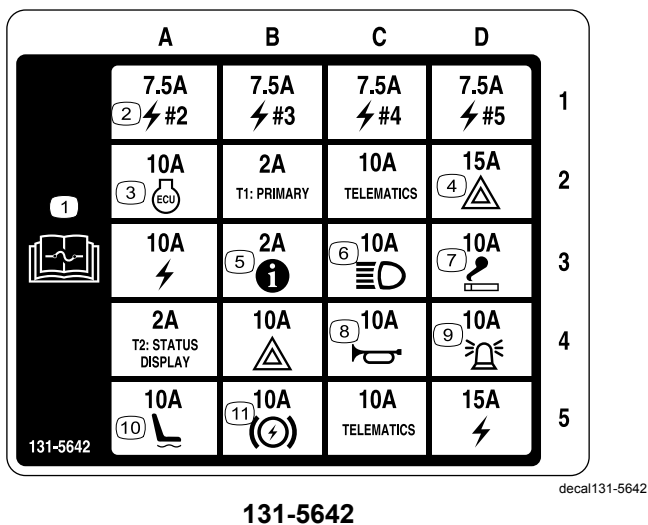 A B C D
7.5A 7.5A 7.5A 7.5A 1
2 #2 #3 #4 #5
10A 2A 10A 15A
1 3 ECU T1: PRIMARY TELEMATICS 4 2
10A 2A 10A 10A
5 6 7 3
2A 10A 10A 10A
T2: STATUS 8 9 4
DISPLAY
10A 10A 10A 15A
10 11 TELEMATICS 5
131-5642
decal131-5642
131-5642